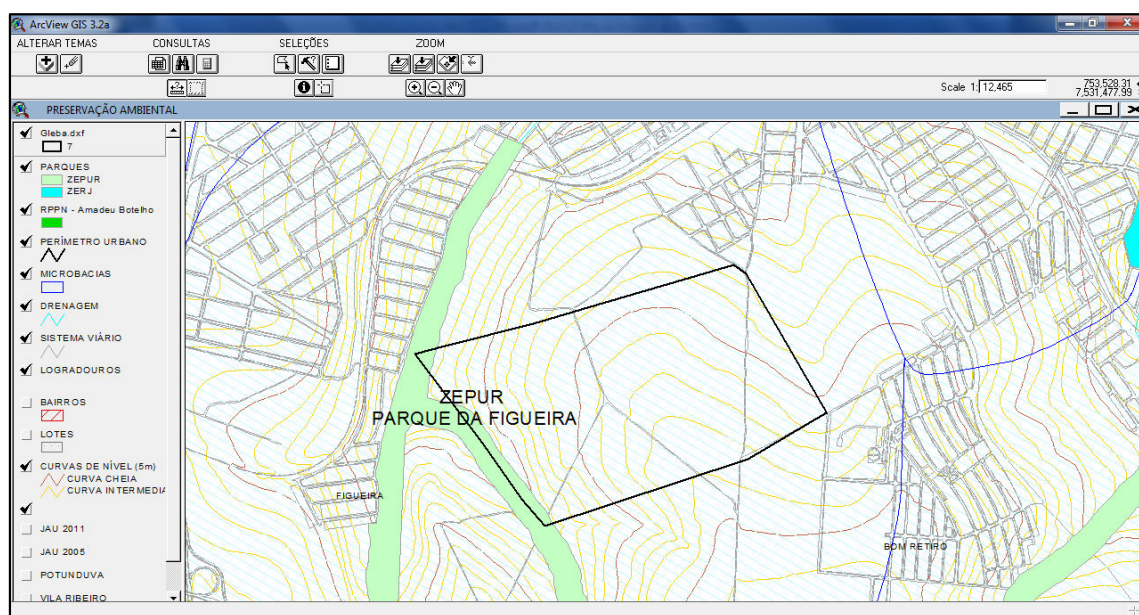 ArcView GIS 3.2a
ALTERAR TEMAS CONSULTAS SELEÇÕES ZOOM
Scale 1: 12,465
753,528.31
7,531,477.99
PRESERVAÇÃO AMBIENTAL
Gleba.dxf
7
PARQUES
ZEPUR
ZERJ
RPPN - Amadeu Botelho
PERÍMETRO URBANO
MICROBACIAS
DRENAGEM
SISTEMA VIÁRIO
LOGRADOUROS
BAIRROS
LOTES
CURVAS DE NÍVEL (5m)
CURVA CHEIA
CURVA INTERMEDIA
JAU 2011
JAU 2005
POTUNDUVA
VILA RIBEIRO
ZEPUR
PARQUE DA FIGUEIRA
FIGUEIRA
BOM RETIRO